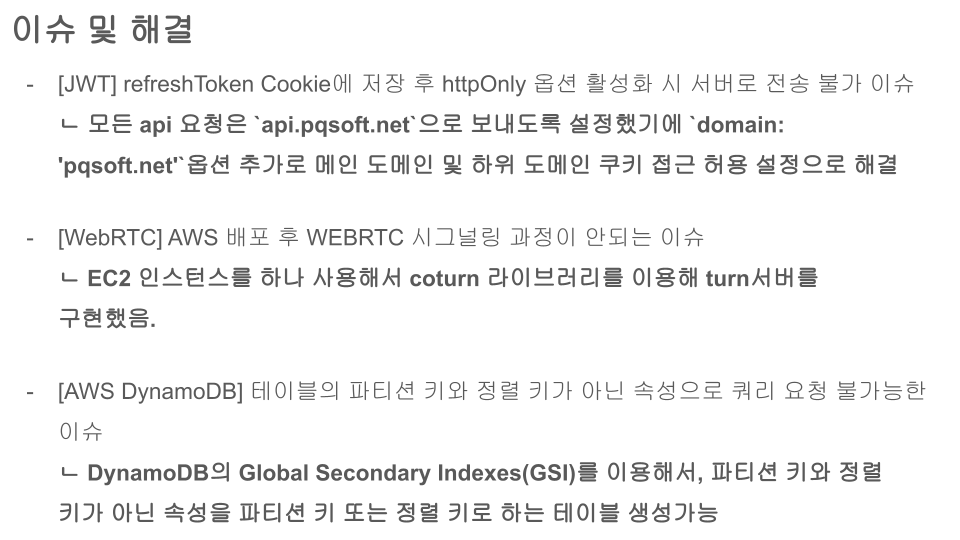 이슈 및 해결
- [JWT] refreshToken Cookie에 저장 후 httpOnly 옵션 활성화 시 서버로 전송 불가 이슈
ㄴ 모든 api 요청은 `api.pqsoft.net`으로 보내도록 설정했기에 `domain:
'pqsoft.net'`옵션 추가로 메인 도메인 및 하위 도메인 쿠키 접근 허용 설정으로 해결
- [WebRTC] AWS 배포 후 WEBRTC 시그널링 과정이 안되는 이슈
ㄴ EC2 인스턴스를 하나 사용해서 coturn 라이브러리를 이용해 turn서버를
구현했음.
- [AWS DynamoDB] 테이블의 파티션 키와 정렬 키가 아닌 속성으로 쿼리 요청 불가능한
이슈
ㄴ DynamoDB의 Global Secondary Indexes(GSI)를 이용해서, 파티션 키와 정렬
키가 아닌 속성을 파티션 키 또는 정렬 키로 하는 테이블 생성가능